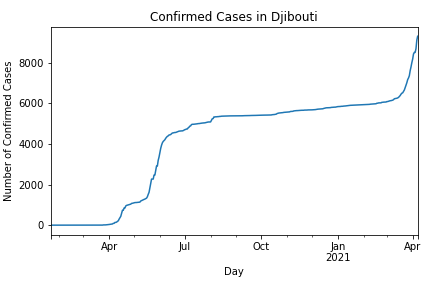 Confirmed Cases in Djibouti
Number of Confirmed Cases
8000
6000
4000
2000
0
Apr
Jul
Oct
Jan
2021
Apr
Day